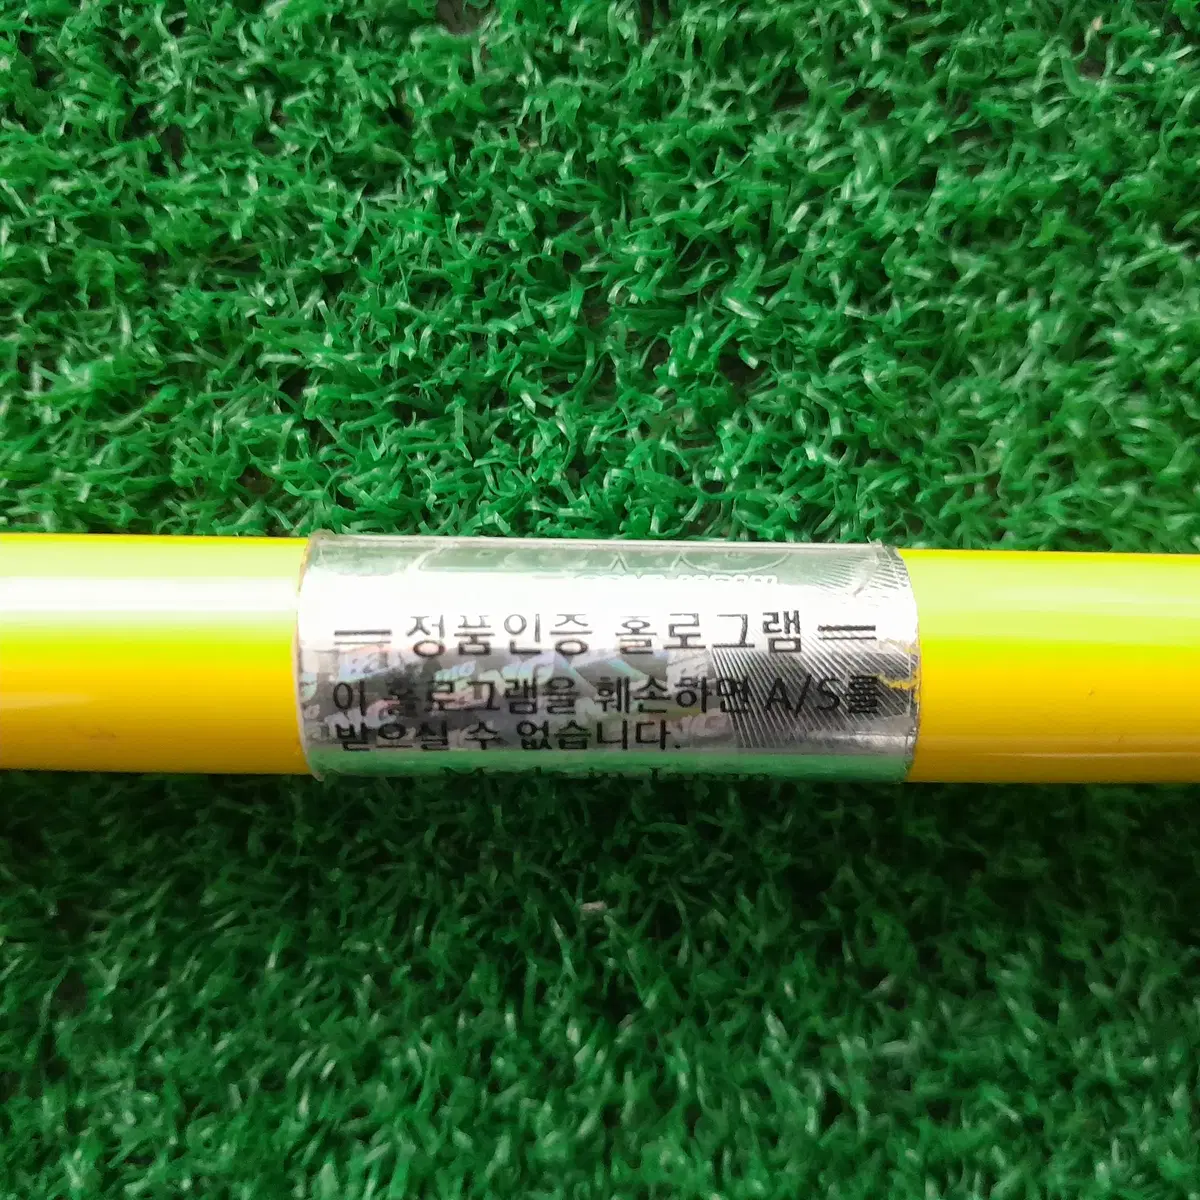 = 정품인증 홀로그램 =
이 홀로그램을 훼손하면 A/S를
받으실 수 없습니다.